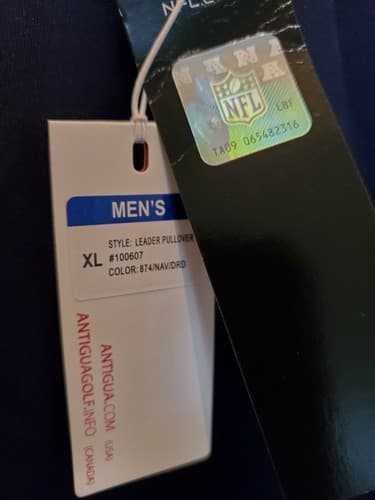 NFL
TA09 065482316
MEN'S
XL
STYLE: LEADER PULLOVER
#100607
COLOR: 874/NAV/DRD
ANTIGUA.COM (USA)
ANTIGUAGOLF.INFO (CANADA)